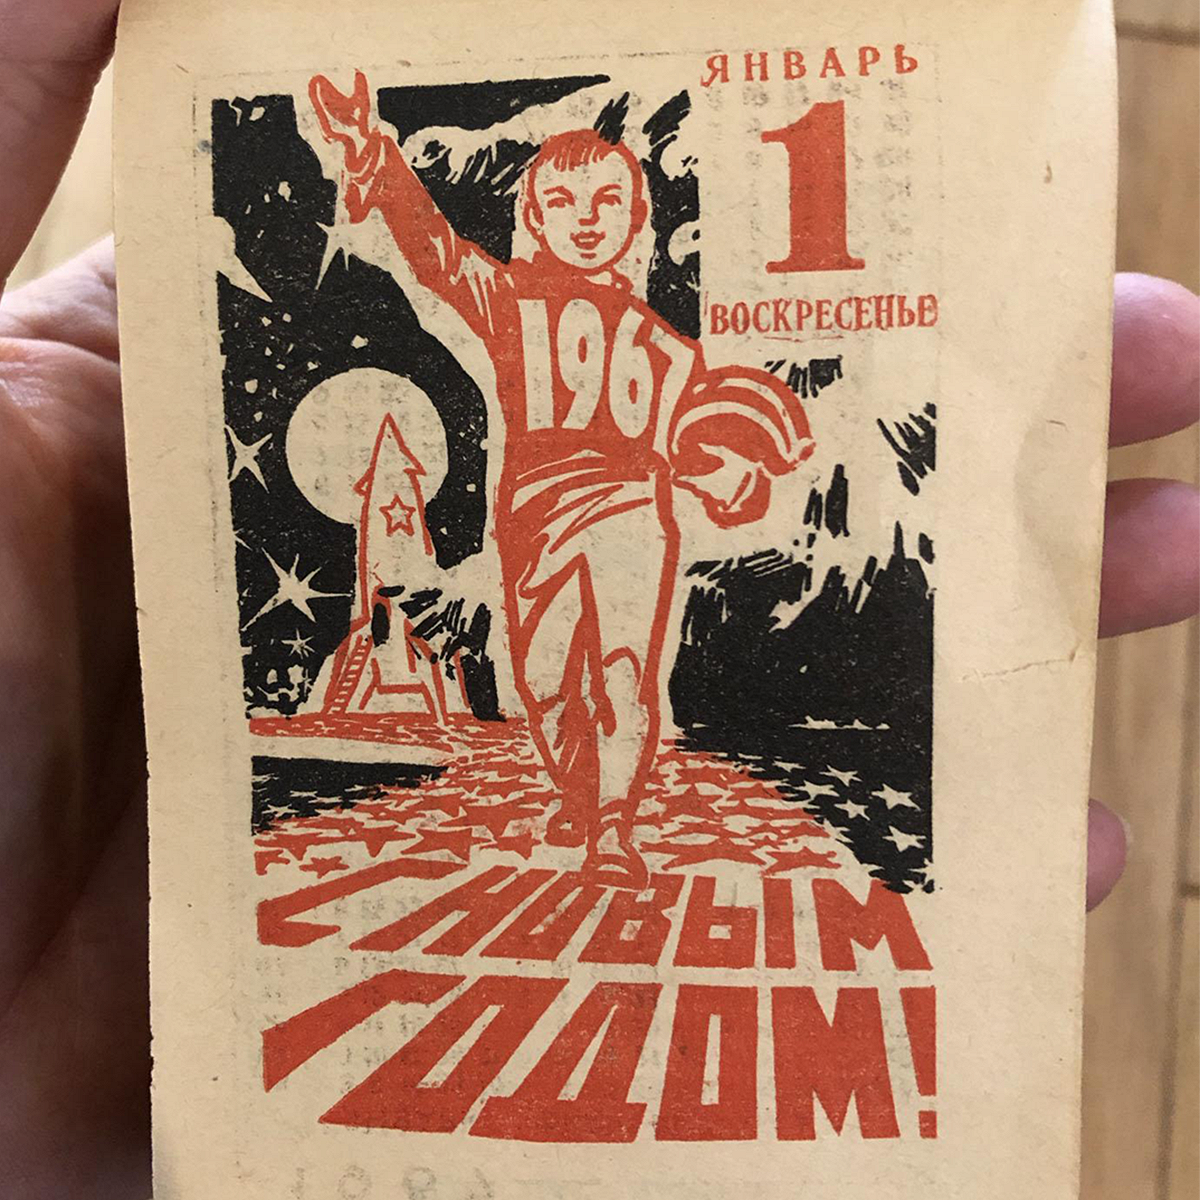 ЯНВАРЬ
1
ВОСКРЕСЕНЬЕ
1967
С НОВЫМ
ГОДОМ!